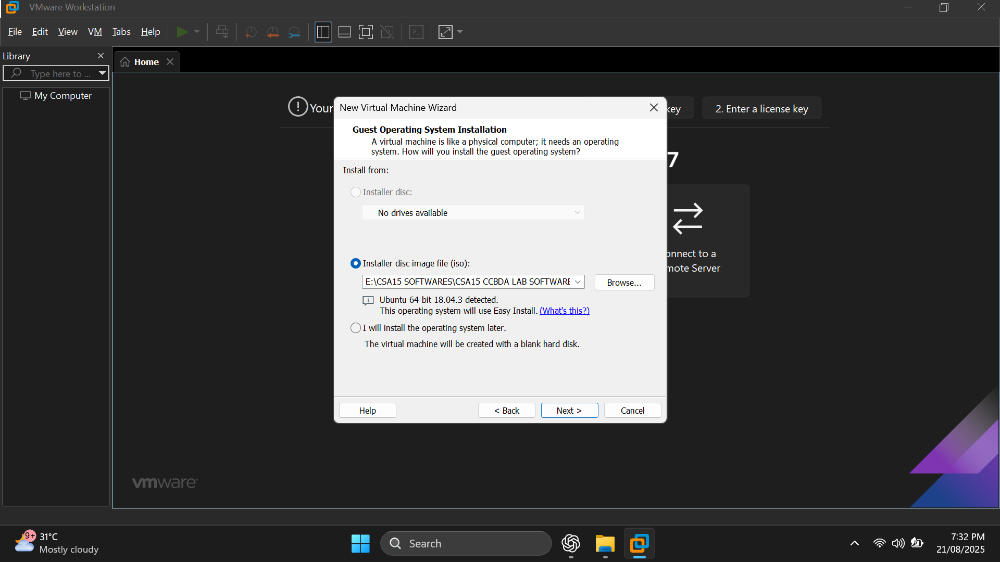 VMware Workstation
File Edit View VM Tabs Help
Library
Type here to ...
My Computer
Home
Your
key
2. Enter a license key
7
onnect to a
mote Server
New Virtual Machine Wizard
Guest Operating System Installation
A virtual machine is like a physical computer; it needs an operating
system. How will you install the guest operating system?
Install from:
Installer disc:
No drives available
Installer disc image file (iso):
E:\CSA15 SOFTWARES\CSA15 CCBDA LAB SOFTWARE
Browse...
Ubuntu 64-bit 18.04.3 detected.
This operating system will use Easy Install. (What's this?)
I will install the operating system later.
The virtual machine will be created with a blank hard disk.
Help
< Back
Next >
Cancel
vmware
9+
31°C
Mostly cloudy
Search
7:32 PM
21/08/2025